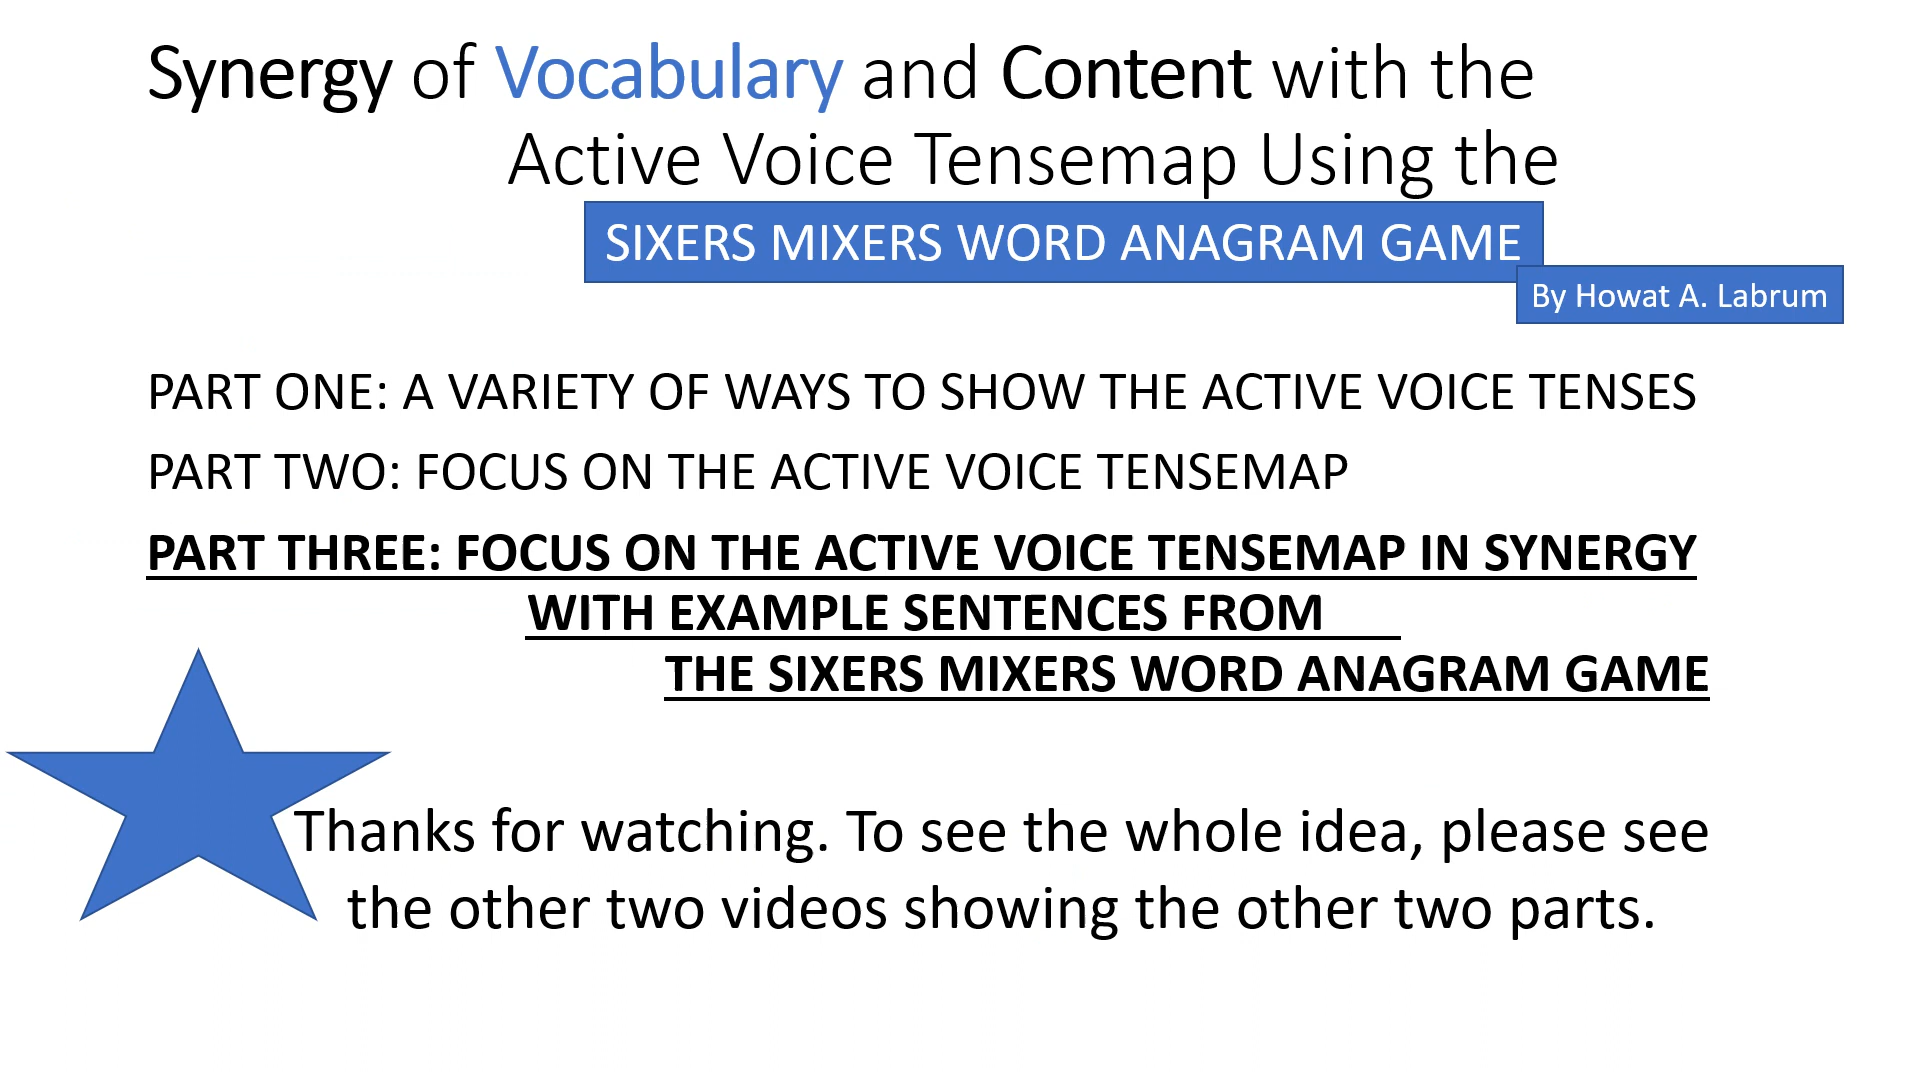 Synergy of Vocabulary and Content with the
Active Voice Tensemap Using the
SIXERS MIXERS WORD ANAGRAM GAME
By Howat A. Labrum
PART ONE: A VARIETY OF WAYS TO SHOW THE ACTIVE VOICE TENSES
PART TWO: FOCUS ON THE ACTIVE VOICE TENSEMAP
PART THREE: FOCUS ON THE ACTIVE VOICE TENSEMAP IN SYNERGY
WITH EXAMPLE SENTENCES FROM
THE SIXERS MIXERS WORD ANAGRAM GAME
Thanks for watching. To see the whole idea, please see
the other two videos showing the other two parts.